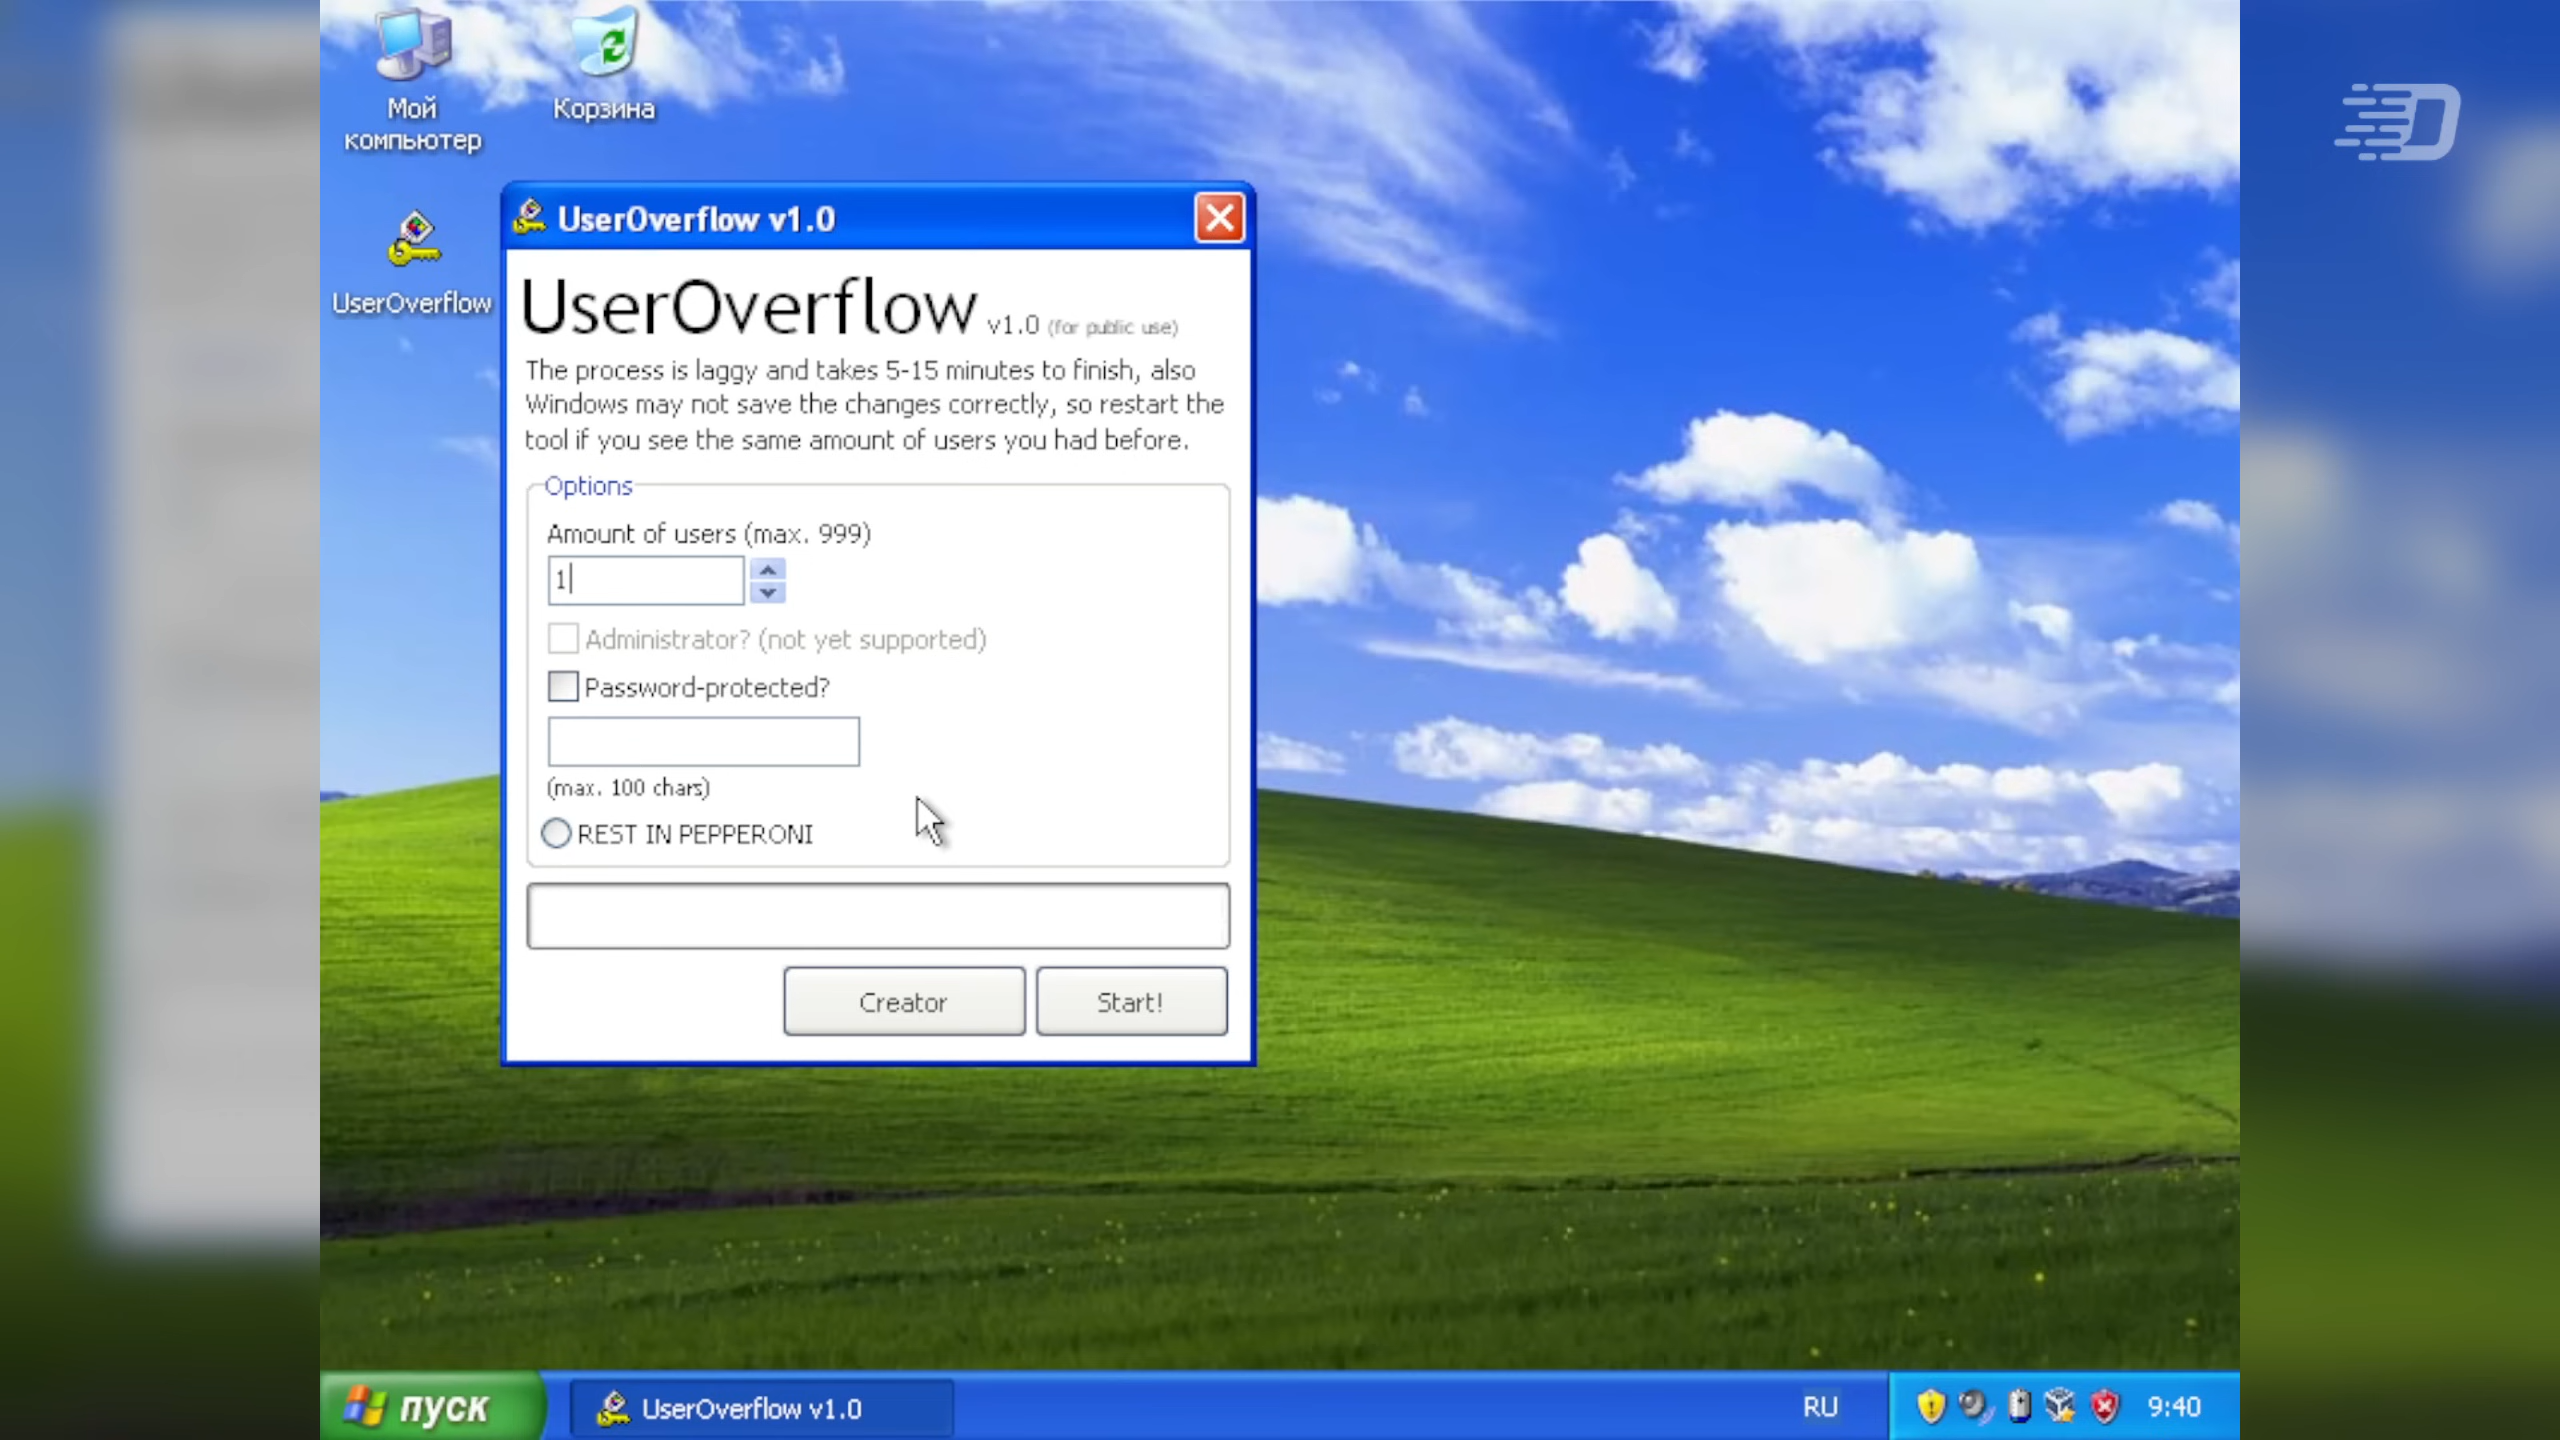 Мой
компьютер
Корзина
UserOverflow
UserOverflow v1.0
UserOverflow v1.0 (for public use)
The process is laggy and takes 5-15 minutes to finish, also
Windows may not save the changes correctly, so restart the
tool if you see the same amount of users you had before.
Options
Amount of users (max. 999)
1
Administrator? (not yet supported)
Password-protected?
(max. 100 chars)
REST IN PEPPERONI
Creator
Start!
пуск
UserOverflow v1.0
RU
9:40